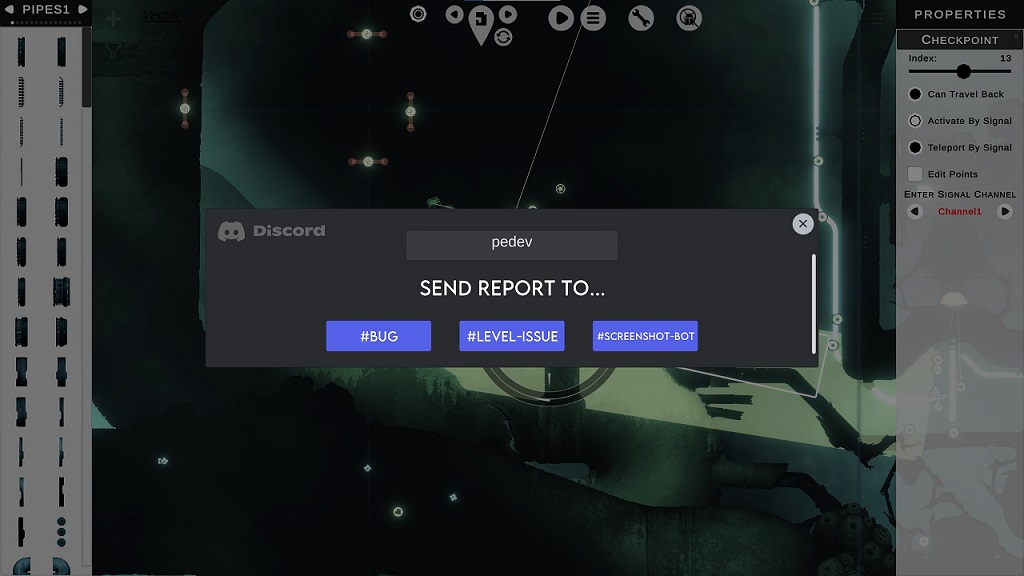 PIPES1
Vector
PROPERTIES
CHECKPOINT
Index: 13
Can Travel Back
Activate By Signal
Teleport By Signal
Edit Points
ENTER SIGNAL CHANNEL
Channel1
Discord
pedev
SEND REPORT TO...
#BUG
#LEVEL-ISSUE
#SCREENSHOT-BOT